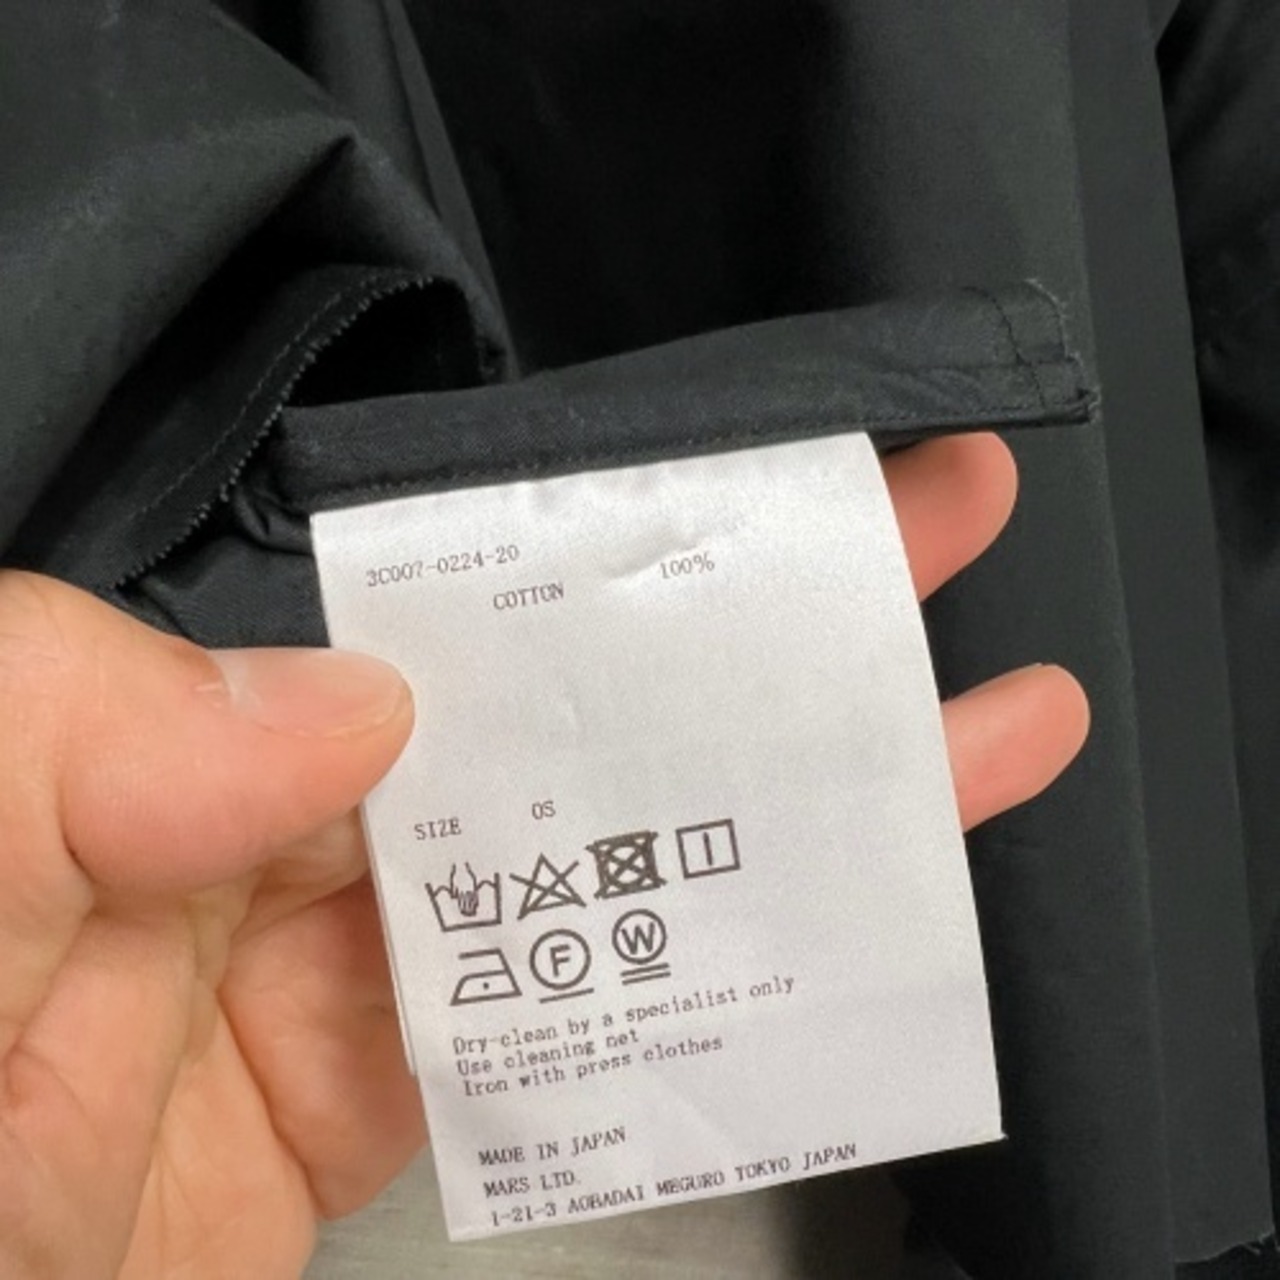 3C007-0224-20
COTTON 100%
SIZE OS
F W
Dry-clean by a specialist only
Use cleaning net
Iron with press clothes
MADE IN JAPAN
MARS LTD.
1-21-3 AOBADAI MEGURO TOKYO JAPAN